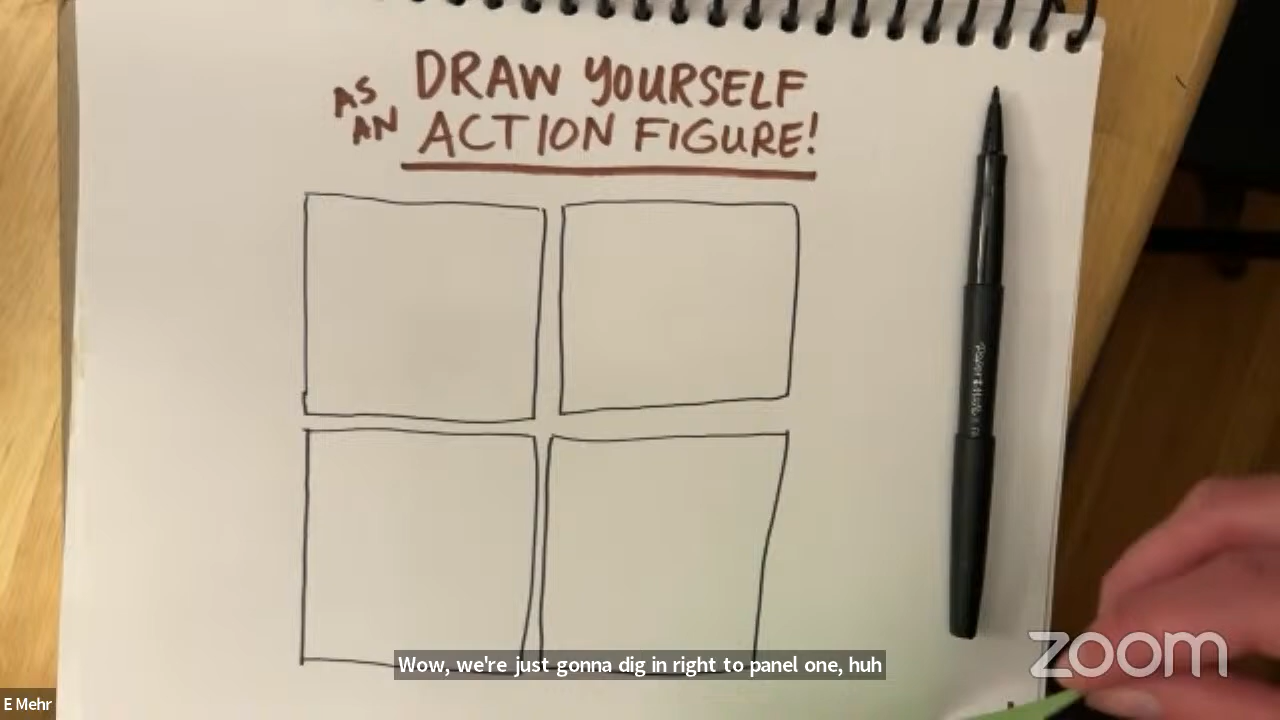 DRAW YOURSELF
AS AN ACTION FIGURE!
Wow, we're just gonna dig in right to panel one, huh
zoom
E Mehr